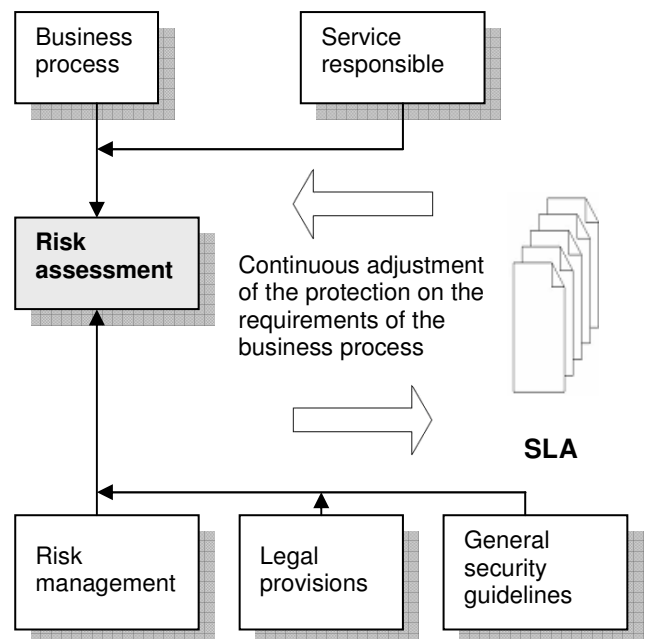 Business
process
Service
responsible
Risk
assessment
Continuous adjustment
of the protection on the
requirements of the
business process
SLA
Risk
management
Legal
provisions
General
security
guidelines